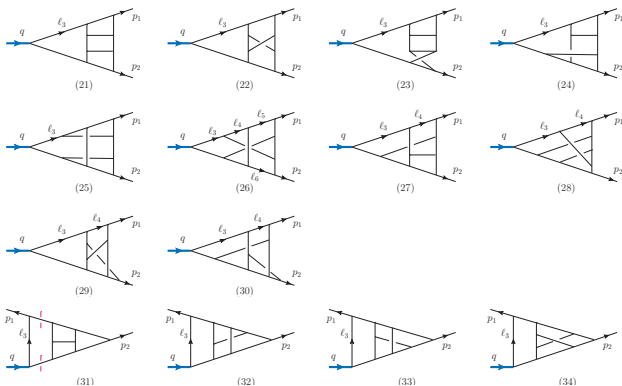 q ℓ3 p1 p2 q ℓ3 p1 p2 q ℓ3 p1 p2 q ℓ3 p1 p2
(21) (22) (23) (24)
q ℓ3 p1 p2 q ℓ3 ℓ4 ℓ5 ℓ6 p1 p2 q ℓ3 ℓ4 p1 p2 q ℓ3 ℓ4 p1 p2
(25) (26) (27) (28)
q ℓ3 ℓ4 p1 p2 q ℓ3 ℓ4 p1 p2
(29) (30)
p1 ℓ3 q p2 p1 ℓ3 q p2 p1 ℓ3 q p2 p1 ℓ3 q p2
(31) (32) (33) (34)